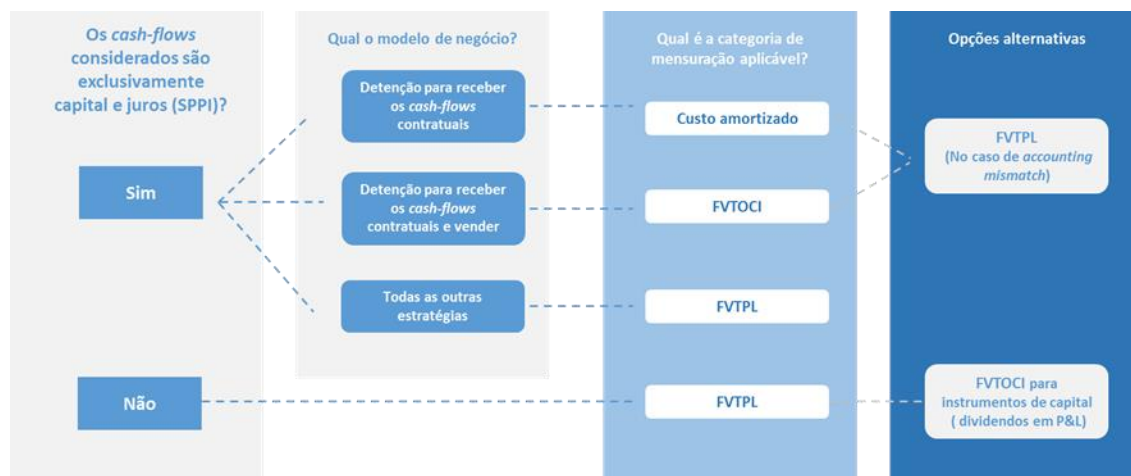 Os cash-flows
considerados são
exclusivamente
capital e juros (SPPI)?
Sim
Não
Qual o modelo de negócio?
Detenção para receber
os cash-flows
contratuais
Detenção para receber
os cash-flows
contratuais e vender
Todas as outras
estratégias
Qual é a categoria de
mensuração aplicável?
Custo amortizado
FVTOCI
FVTPL
FVTPL
Opções alternativas
FVTPL
(No caso de accounting
mismatch)
FVTOCI para
instrumentos de capital
( dividendos em P&L)